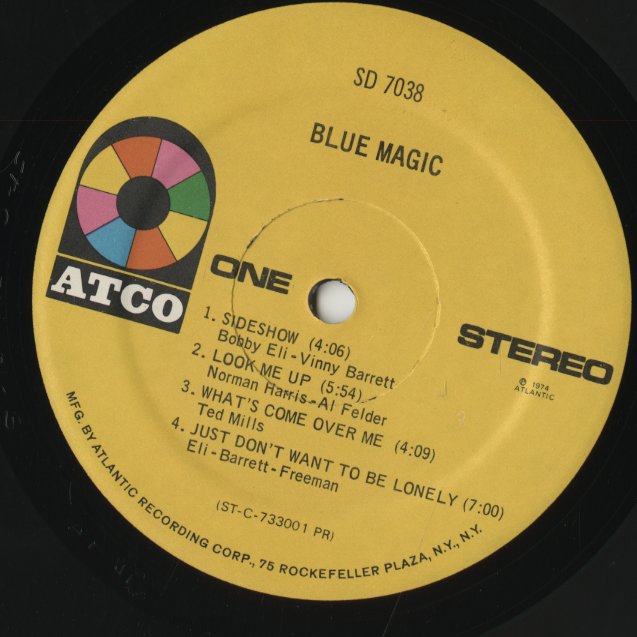 SD 7038
BLUE MAGIC
ATCO
ONE
STEREO
℗ 1974
ATLANTIC
1. SIDESHOW (4:06)
Bobby Eli-Vinny Barrett
2. LOOK ME UP (5:54)
Norman Harris-Al Felder
3. WHAT'S COME OVER ME (4:09)
Ted Mills
4. JUST DON'T WANT TO BE LONELY (7:00)
Eli-Barrett-Freeman
(ST-C-733001 PR)
MFG. BY ATLANTIC RECORDING CORP., 75 ROCKEFELLER PLAZA, N.Y., N.Y.